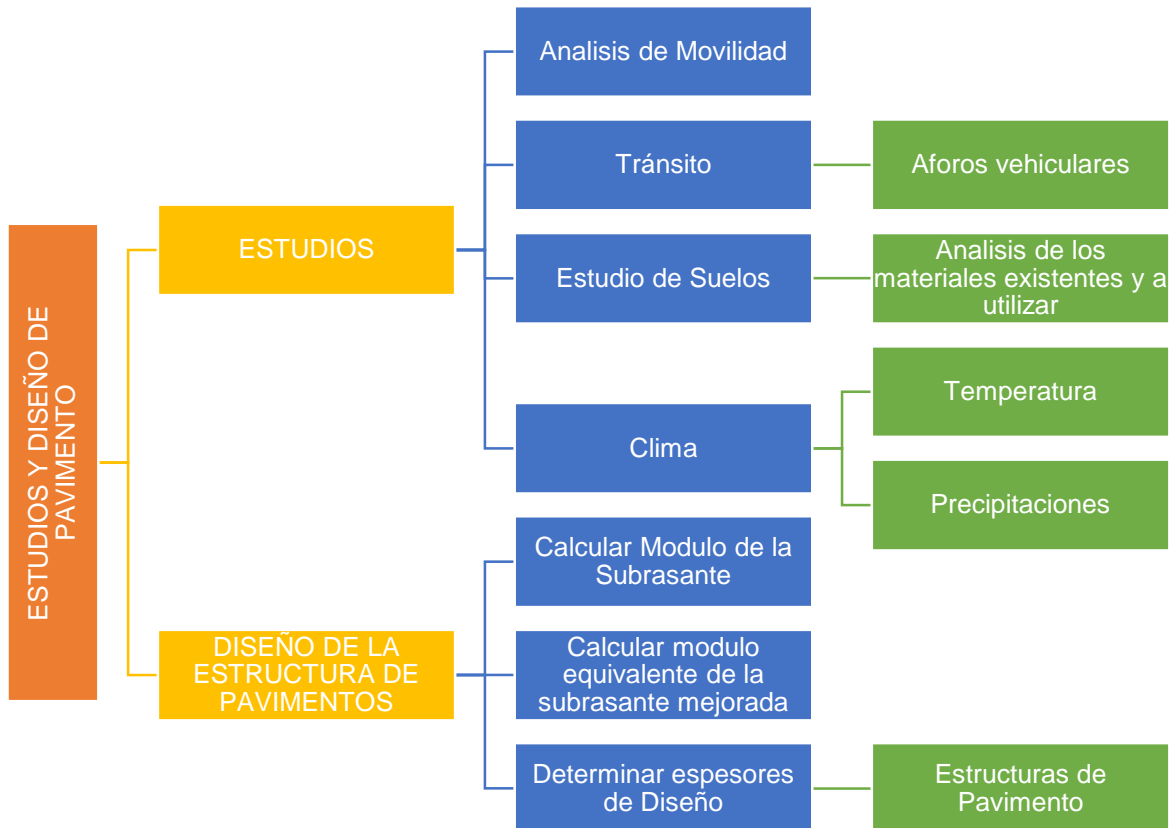 ESTUDIOS Y DISEÑO DE
PAVIMENTO
ESTUDIOS
Analisis de Movilidad
Tránsito
Aforos vehiculares
Estudio de Suelos
Analisis de los
materiales existentes y a
utilizar
Clima
Temperatura
Precipitaciones
DISEÑO DE LA
ESTRUCTURA DE
PAVIMENTOS
Calcular Modulo de la
Subrasante
Calcular modulo
equivalente de la
subrasante mejorada
Determinar espesores
de Diseño
Estructuras de
Pavimento